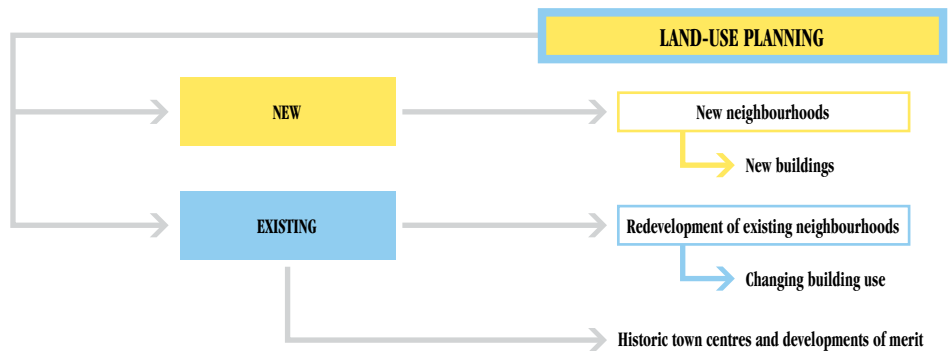 LAND-USE PLANNING
NEW
New neighbourhoods
New buildings
EXISTING
Redevelopment of existing neighbourhoods
Changing building use
Historic town centres and developments of merit